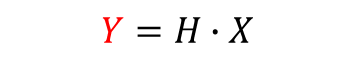 Y = H · X